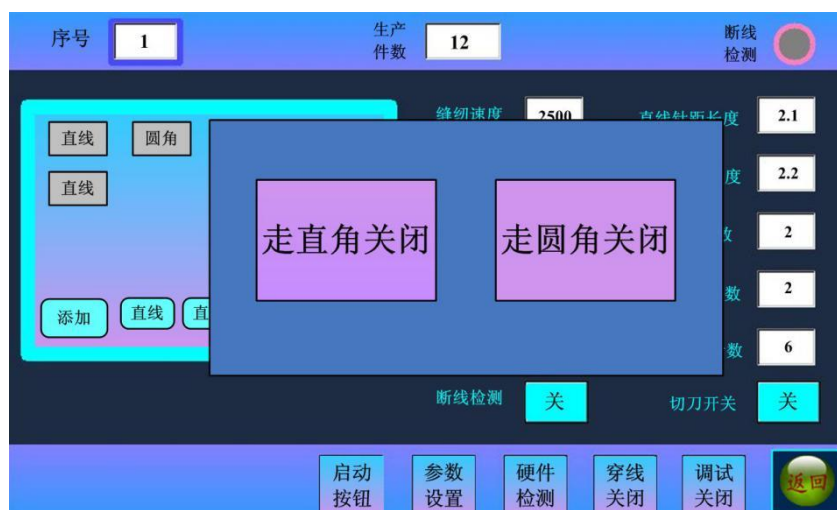 序号
1
生产
件数
12
断线
检测
缝纫速度
2500
直线针距长度
2.1
直线
圆角
直线
度
2.2
走直角关闭
走圆角关闭
2
数
2
添加
直线
直
数
6
断线检测
关
切刀开关
关
启动
按钮
参数
设置
硬件
检测
穿线
关闭
调试
关闭
返回